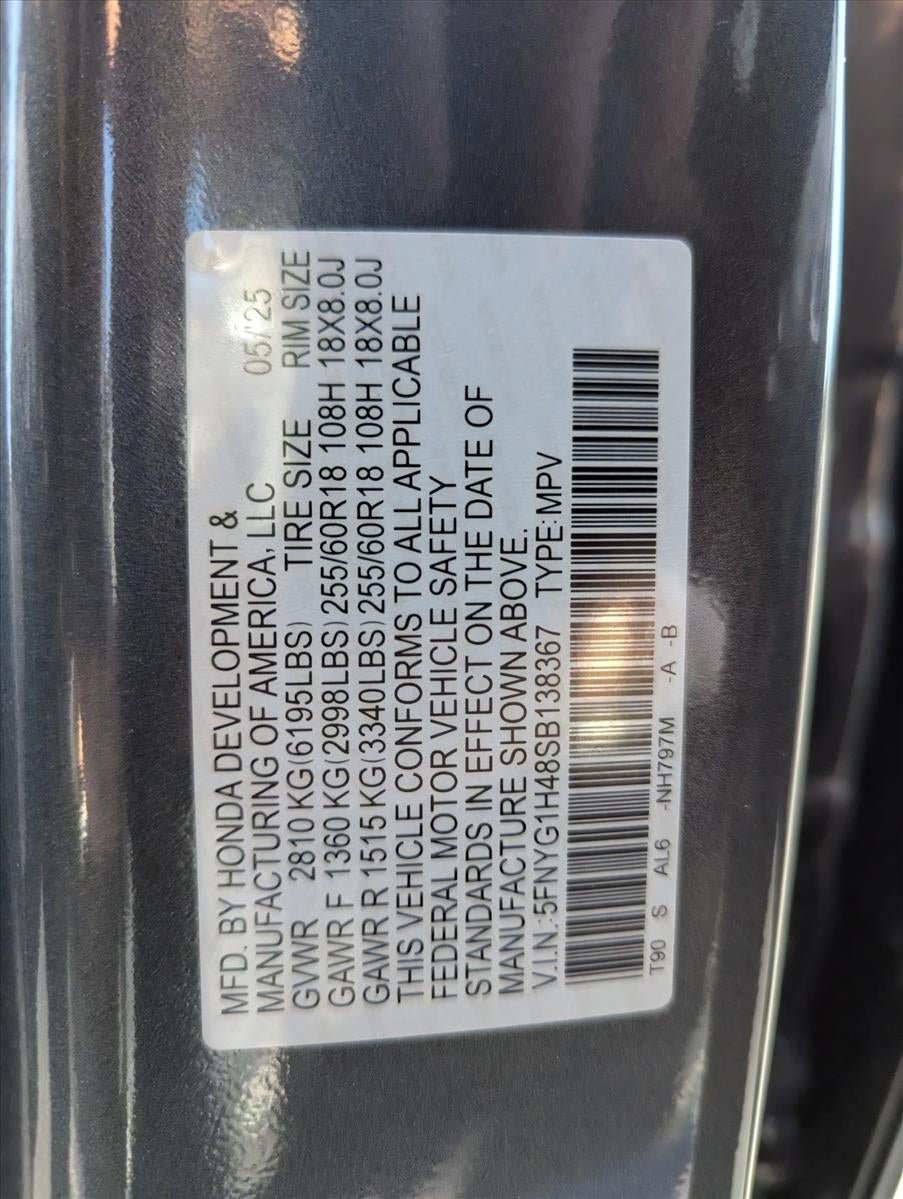 MFD. BY HONDA DEVELOPMENT &
MANUFACTURING OF AMERICA, LLC 05/25
GVWR 2810 KG(6195LBS) TIRE SIZE RIM SIZE
GAWR F 1360 KG(2998LBS)255/60R18 108H 18X8.0J
GAWR R 1515 KG(3340LBS)255/60R18 108H 18X8.0J
THIS VEHICLE CONFORMS TO ALL APPLICABLE
FEDERAL MOTOR VEHICLE SAFETY
STANDARDS IN EFFECT ON THE DATE OF
MANUFACTURE SHOWN ABOVE.
V.I.N.:5FNYG1H48SB138367 TYPE:MPV
T90 S AL6 -NH797M -A -B